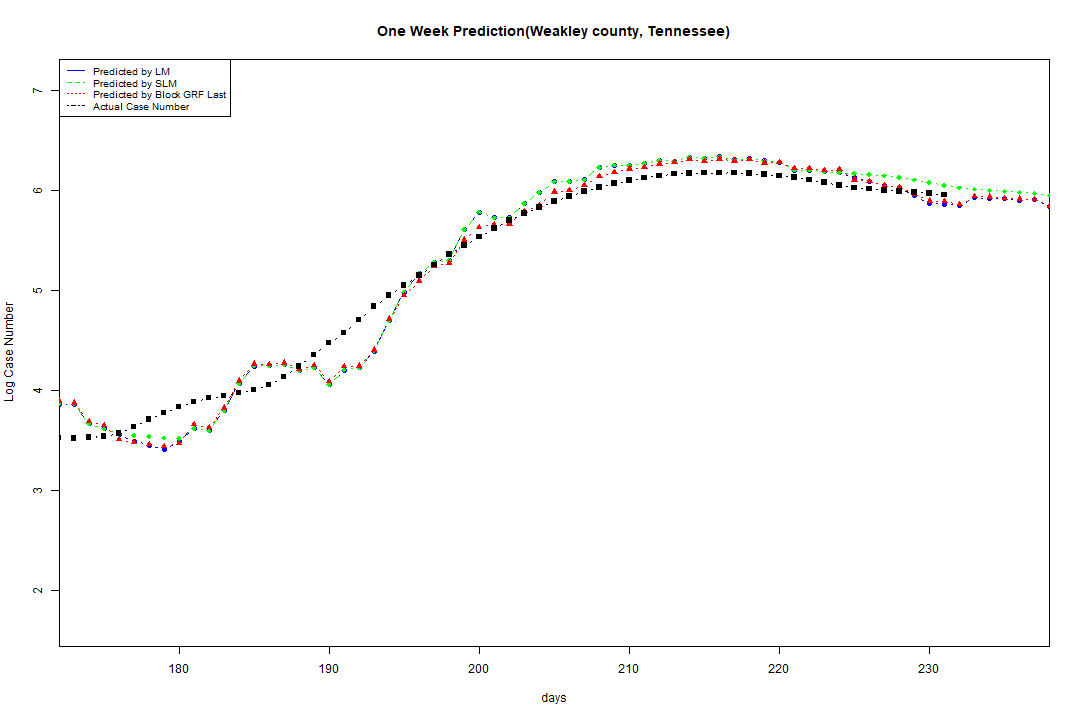 One Week Prediction(Weakley county, Tennessee)
Predicted by LM
Predicted by SLM
Predicted by Block GRF Last
Actual Case Number
7
6
5
4
3
2
Log Case Number
180 190 200 210 220 230
days